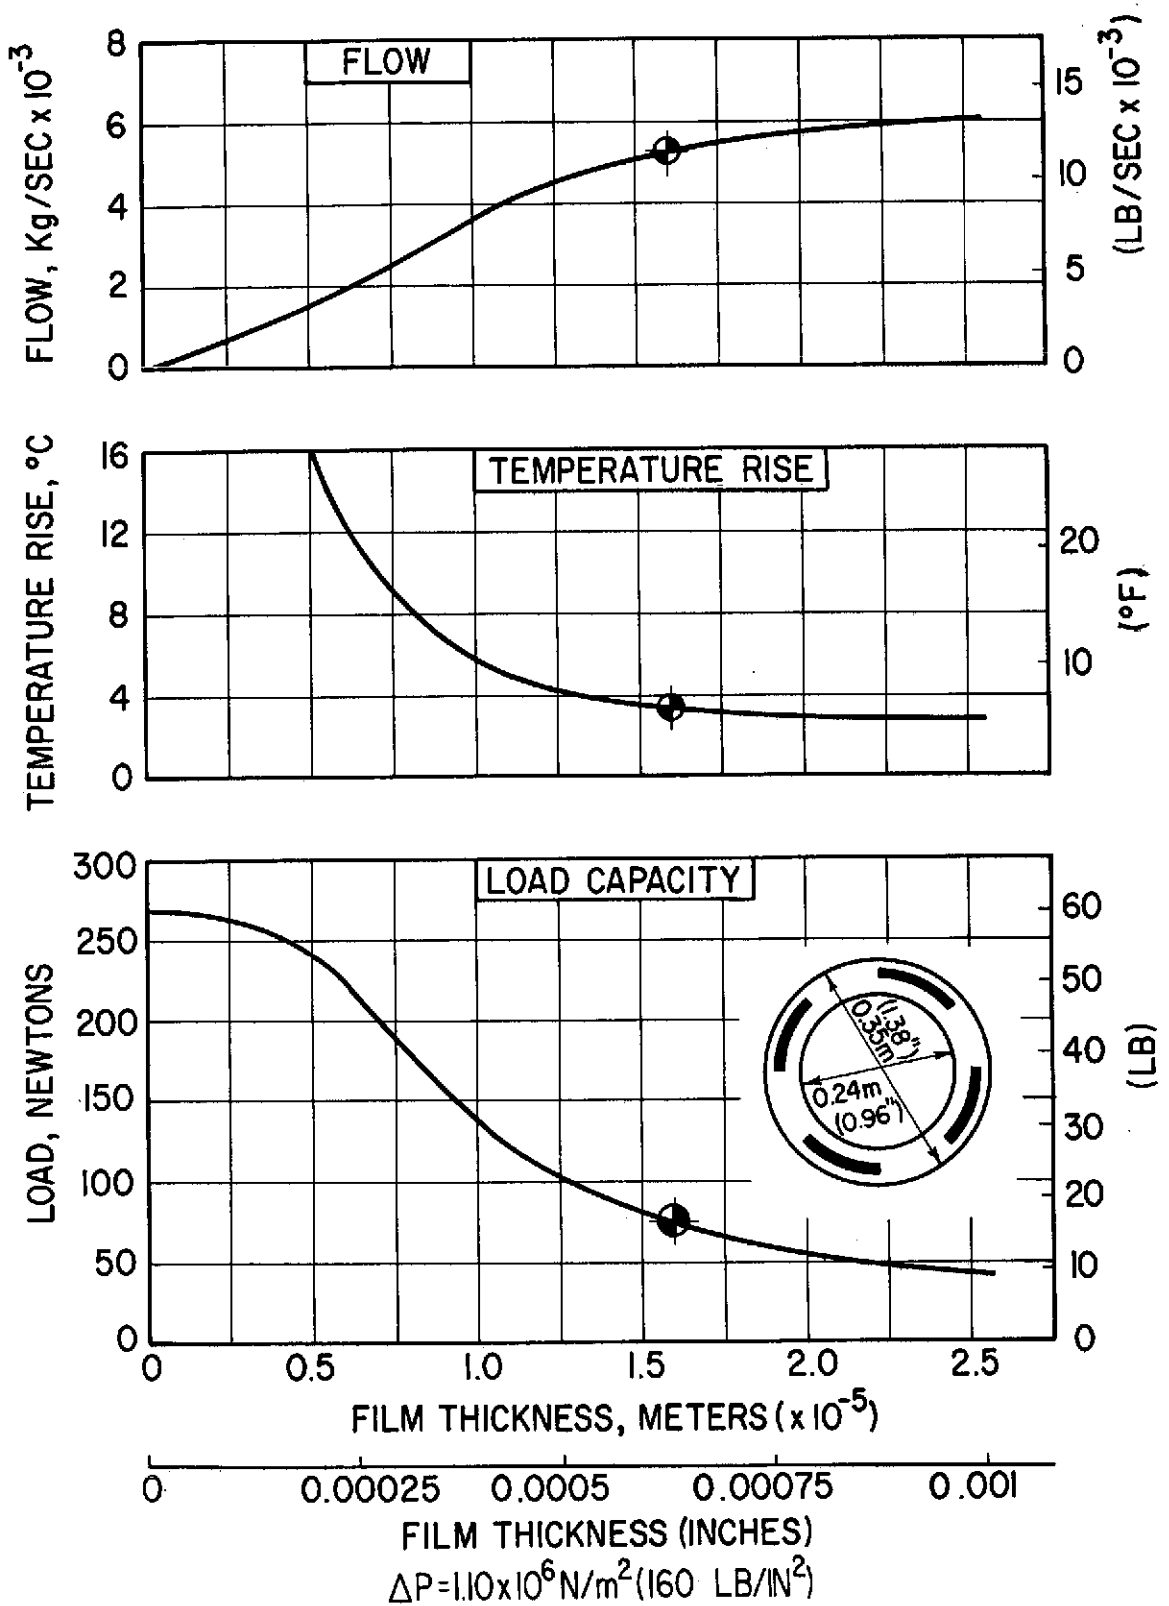 FLOW
FLOW, Kg/SEC x 10⁻³
8
6
4
2
0
(LB/SEC x 10⁻³)
15
10
5
0
TEMPERATURE RISE
TEMPERATURE RISE, °C
16
12
8
4
0
(°F)
20
10
LOAD CAPACITY
LOAD, NEWTONS
300
250
200
150
100
50
0
(LB)
60
50
40
30
20
10
0
(1.38")
0.35m
0.24m
(0.96")
0 0.5 1.0 1.5 2.0 2.5
FILM THICKNESS, METERS (x 10⁻⁵)
0 0.00025 0.0005 0.00075 0.001
FILM THICKNESS (INCHES)
ΔP=1.10x10⁶N/m²(160 LB/IN²)